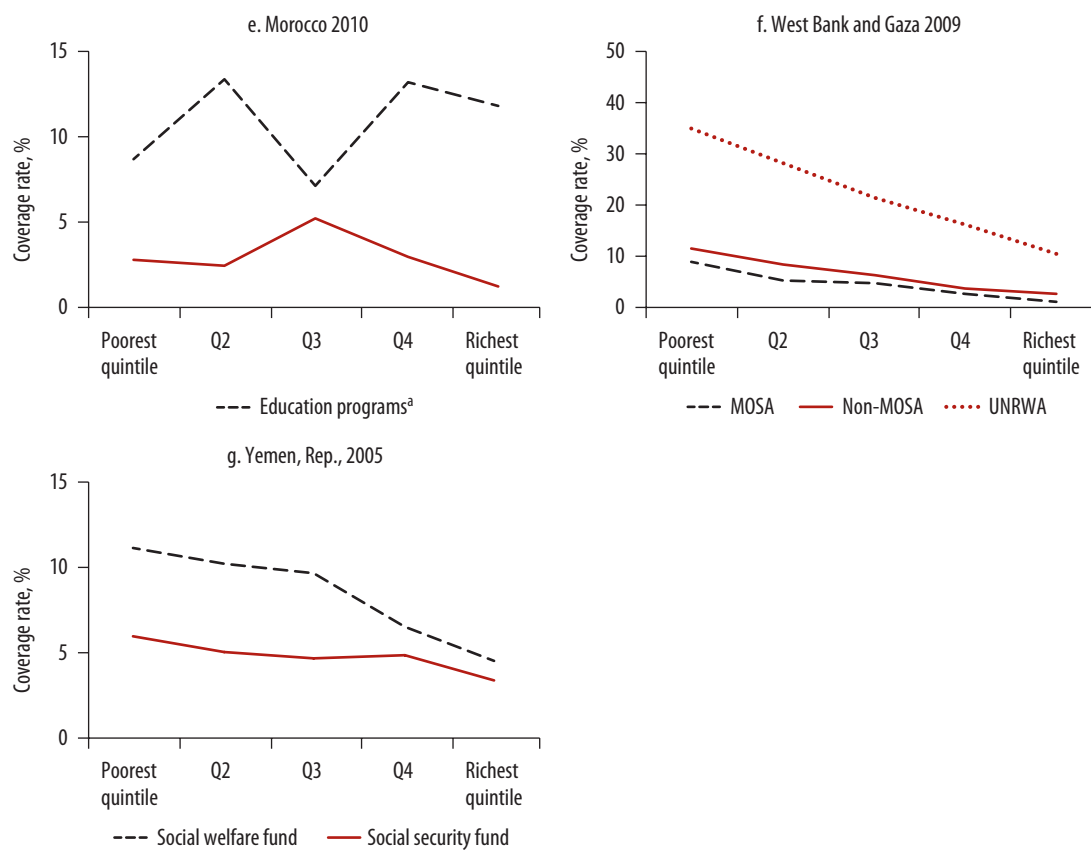 e. Morocco 2010
15
10
5
0
Coverage rate, %
Poorest quintile
Q2
Q3
Q4
Richest quintile
Education programsa
f. West Bank and Gaza 2009
50
40
30
20
10
0
Coverage rate, %
Poorest quintile
Q2
Q3
Q4
Richest quintile
MOSA
Non-MOSA
UNRWA
g. Yemen, Rep., 2005
15
10
5
0
Coverage rate, %
Poorest quintile
Q2
Q3
Q4
Richest quintile
Social welfare fund
Social security fund